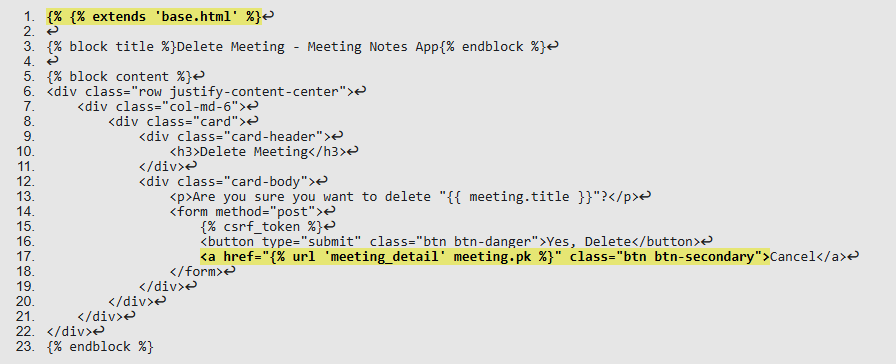 1. {% {% extends 'base.html' %}↩
2. ↩
3. {% block title %}Delete Meeting - Meeting Notes App{% endblock %}↩
4. ↩
5. {% block content %}↩
6. <div class="row justify-content-center">↩
7.     <div class="col-md-6">↩
8.         <div class="card">↩
9.             <div class="card-header">↩
10.                 <h3>Delete Meeting</h3>↩
11.             </div>↩
12.             <div class="card-body">↩
13.                 <p>Are you sure you want to delete "{{ meeting.title }}"?</p>↩
14.                 <form method="post">↩
15.                     {% csrf_token %}↩
16.                     <button type="submit" class="btn btn-danger">Yes, Delete</button>↩
17.                     <a href="{% url 'meeting_detail' meeting.pk %}" class="btn btn-secondary">Cancel</a>↩
18.                 </form>↩
19.             </div>↩
20.         </div>↩
21.     </div>↩
22. </div>↩
23. {% endblock %}